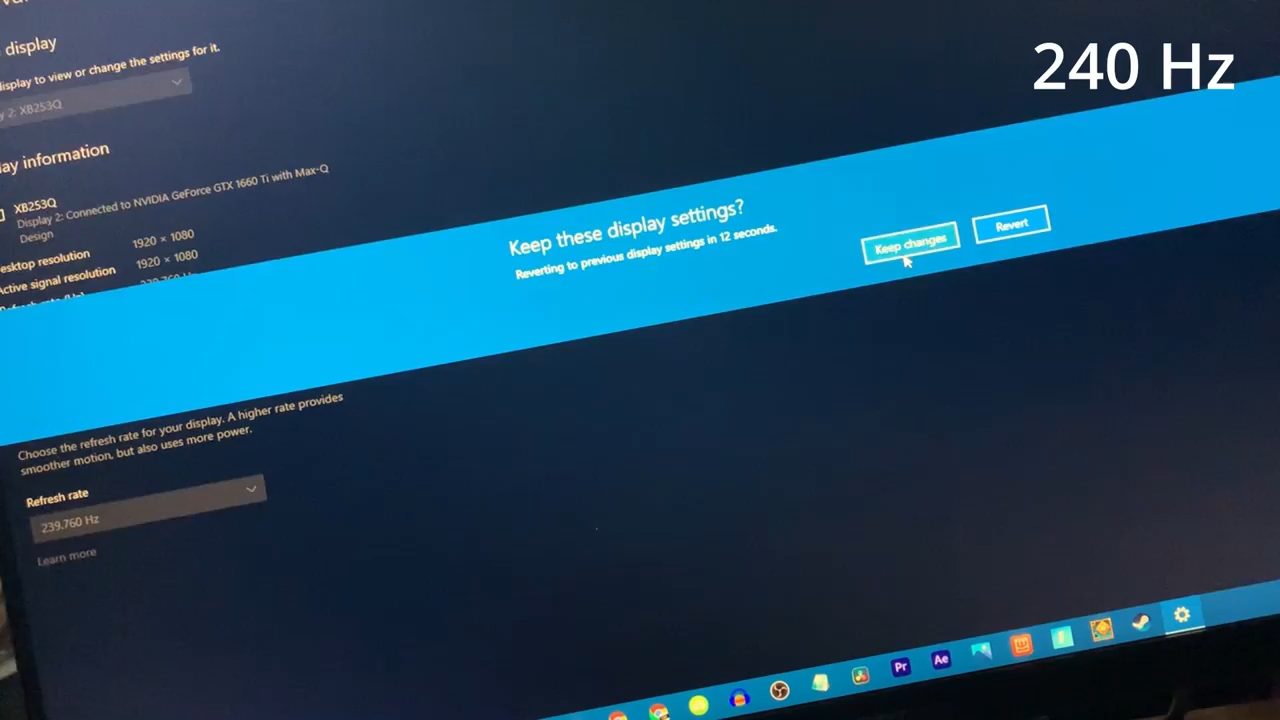 240 Hz
display
display to view or change the settings for it.
2: XB253Q
information
XB253Q
Display 2: Connected to NVIDIA GeForce GTX 1660 Ti with Max-Q
Design
resolution 1920 × 1080
Active signal resolution 1920 × 1080
Keep these display settings?
Reverting to previous display settings in 12 seconds.
Keep changes
Revert
Choose the refresh rate for your display. A higher rate provides
smoother motion, but also uses more power.
Refresh rate
239.760 Hz
Learn more
Pr
Ae